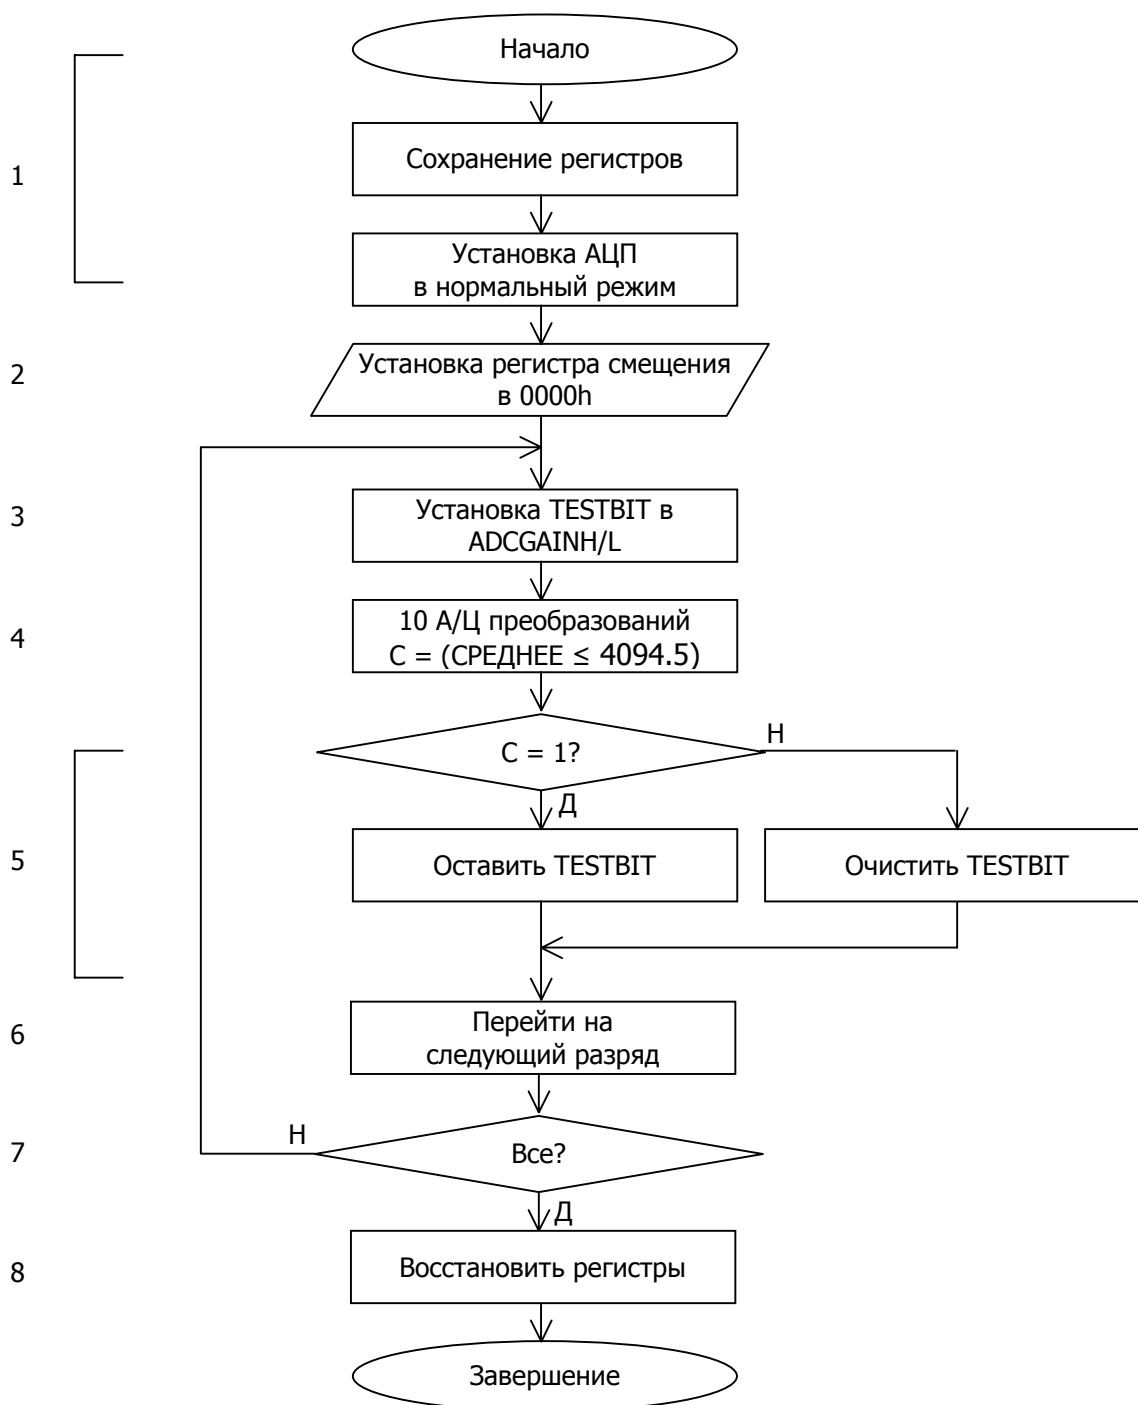 Начало
1
Сохранение регистров
Установка АЦП
в нормальный режим
2
Установка регистра смещения
в 0000h
3
Установка TESTBIT в
ADCGAINH/L
4
10 А/Ц преобразований
C = (СРЕДНЕЕ ≤ 4094.5)
C = 1?
Н
Д
5
Оставить TESTBIT
Очистить TESTBIT
6
Перейти на
следующий разряд
7
Н
Все?
Д
8
Восстановить регистры
Завершение